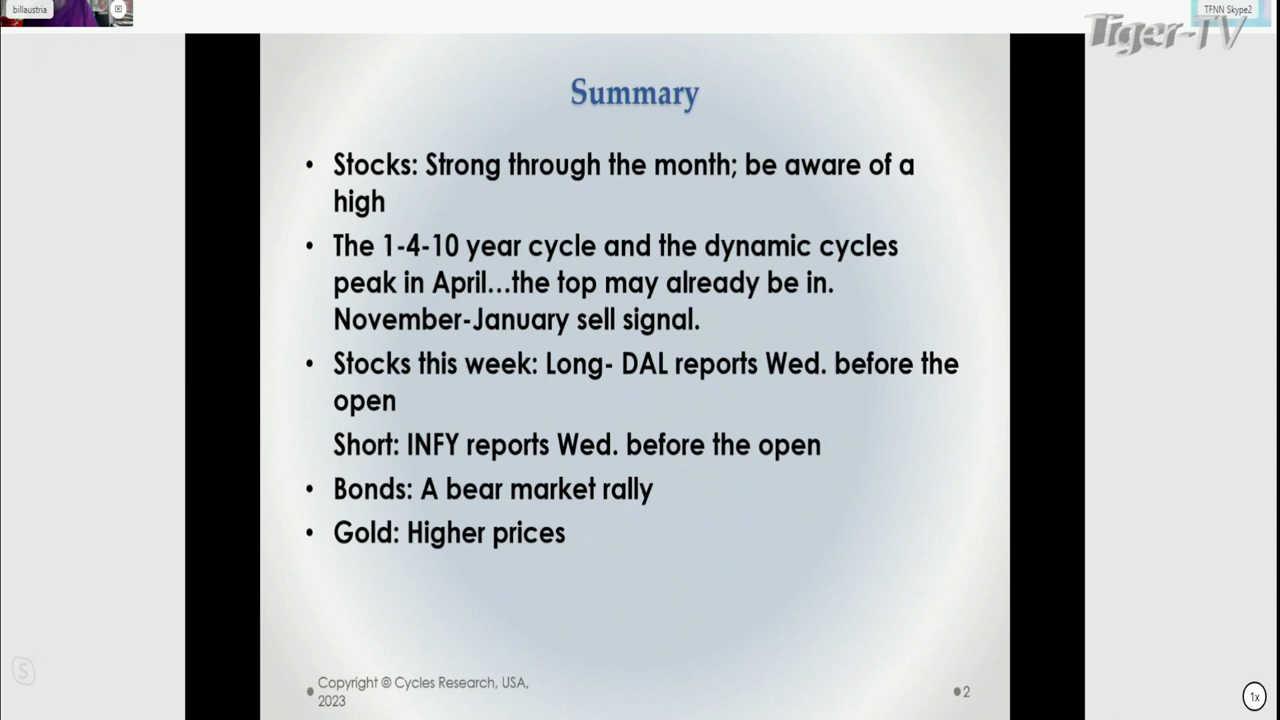 billaustria
TFNN Skype2
Tiger-TV
Summary
• Stocks: Strong through the month; be aware of a
high
• The 1-4-10 year cycle and the dynamic cycles
peak in April...the top may already be in.
November-January sell signal.
• Stocks this week: Long- DAL reports Wed. before the
open
Short: INFY reports Wed. before the open
• Bonds: A bear market rally
• Gold: Higher prices
• Copyright © Cycles Research, USA,
2023
• 2
1x